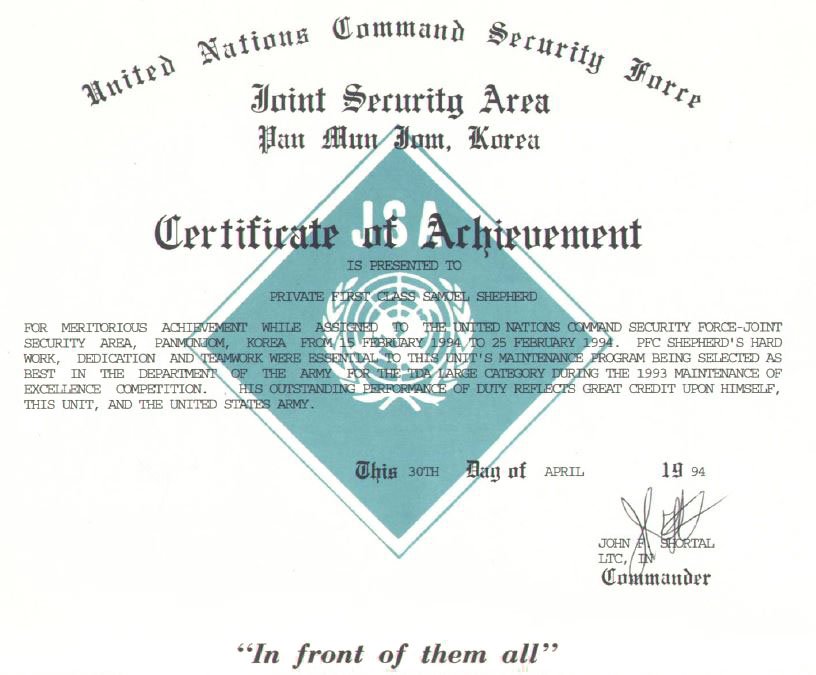 United Nations Command Security Force
Joint Security Area
Pan Mun Jom, Korea
JSA
Certificate of Achievement
IS PRESENTED TO
PRIVATE FIRST CLASS SAMUEL SHEPHERD
FOR MERITORIOUS ACHIEVEMENT WHILE ASSIGNED TO THE UNITED NATIONS COMMAND SECURITY FORCE-JOINT
SECURITY AREA, PANMUNJOM, KOREA FROM 15 FEBRUARY 1994 TO 25 FEBRUARY 1994. PFC SHEPHERD'S HARD
WORK, DEDICATION AND TEAMWORK WERE ESSENTIAL TO THIS UNIT'S MAINTENANCE PROGRAM BEING SELECTED AS
BEST IN THE DEPARTMENT OF THE ARMY FOR THE TDA LARGE CATEGORY DURING THE 1993 MAINTENANCE OF
EXCELLENCE COMPETITION. HIS OUTSTANDING PERFORMANCE OF DUTY REFLECTS GREAT CREDIT UPON HIMSELF,
THIS UNIT, AND THE UNITED STATES ARMY.
This 30TH Day of APRIL 19 94
JOHN P. SHORTAL
LTC, IN
Commander
"In front of them all"